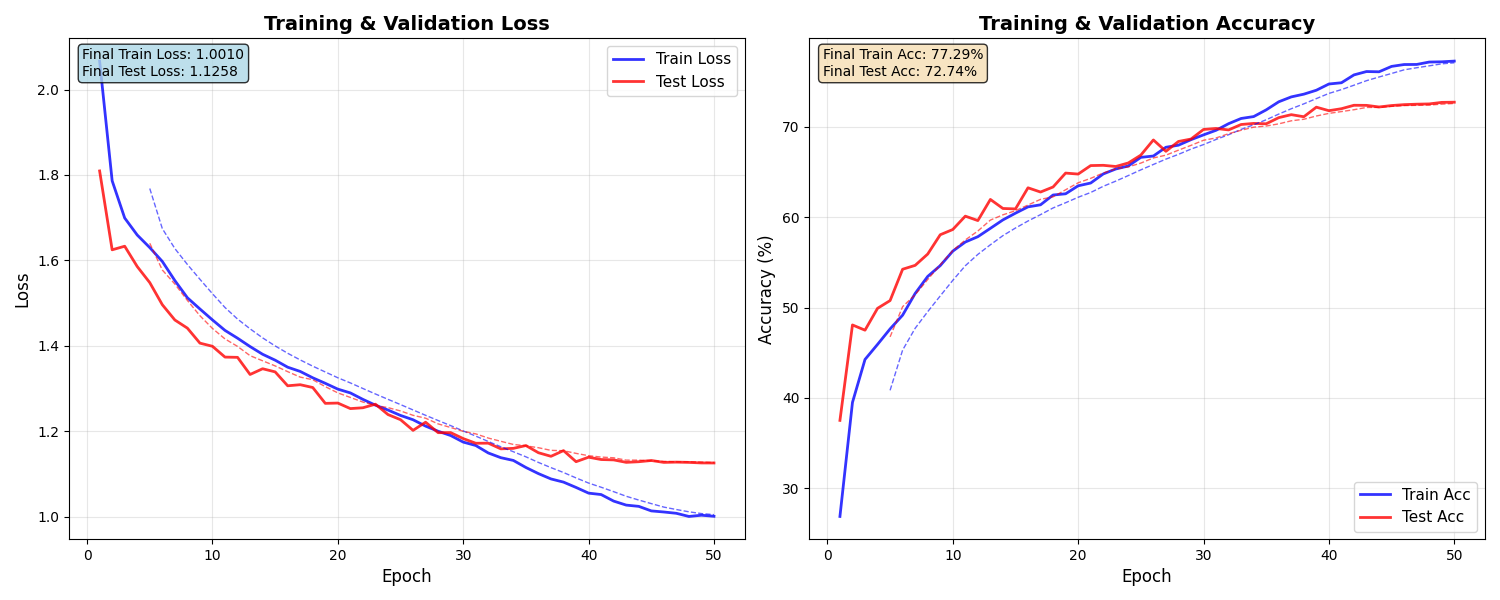 Training & Validation Loss
Final Train Loss: 1.0010
Final Test Loss: 1.1258
Train Loss
Test Loss
2.0
1.8
1.6
1.4
1.2
1.0
Loss
0
10
20
30
40
50
Epoch
Training & Validation Accuracy
Final Train Acc: 77.29%
Final Test Acc: 72.74%
70
60
50
40
30
Accuracy (%)
Train Acc
Test Acc
0
10
20
30
40
50
Epoch